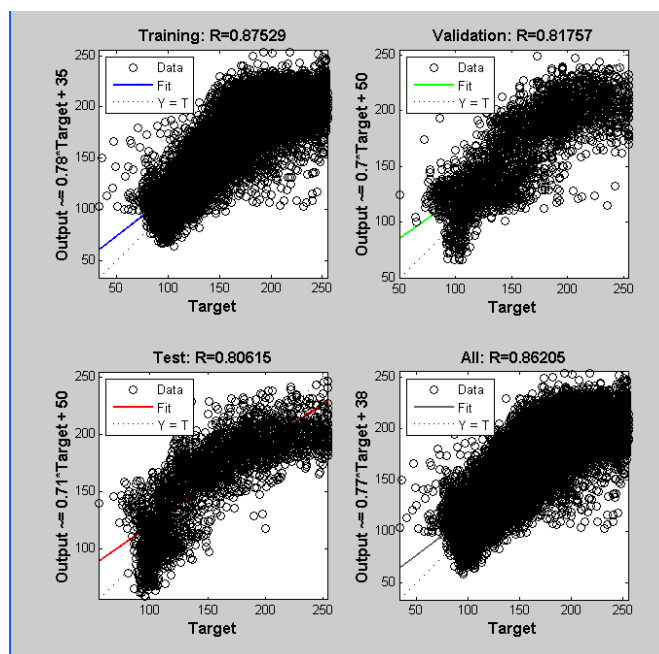 Training: R=0.87529
Output ~= 0.78*Target + 35
250
200
150
100
50
Data
Fit
Y = T
50 100 150 200 250
Target
Validation: R=0.81757
Output ~= 0.7*Target + 50
250
200
150
100
50
Data
Fit
Y = T
50 100 150 200 250
Target
Test: R=0.80615
Output ~= 0.71*Target + 50
250
200
150
100
Data
Fit
Y = T
100 150 200 250
Target
All: R=0.86205
Output ~= 0.77*Target + 38
250
200
150
100
50
Data
Fit
Y = T
50 100 150 200 250
Target